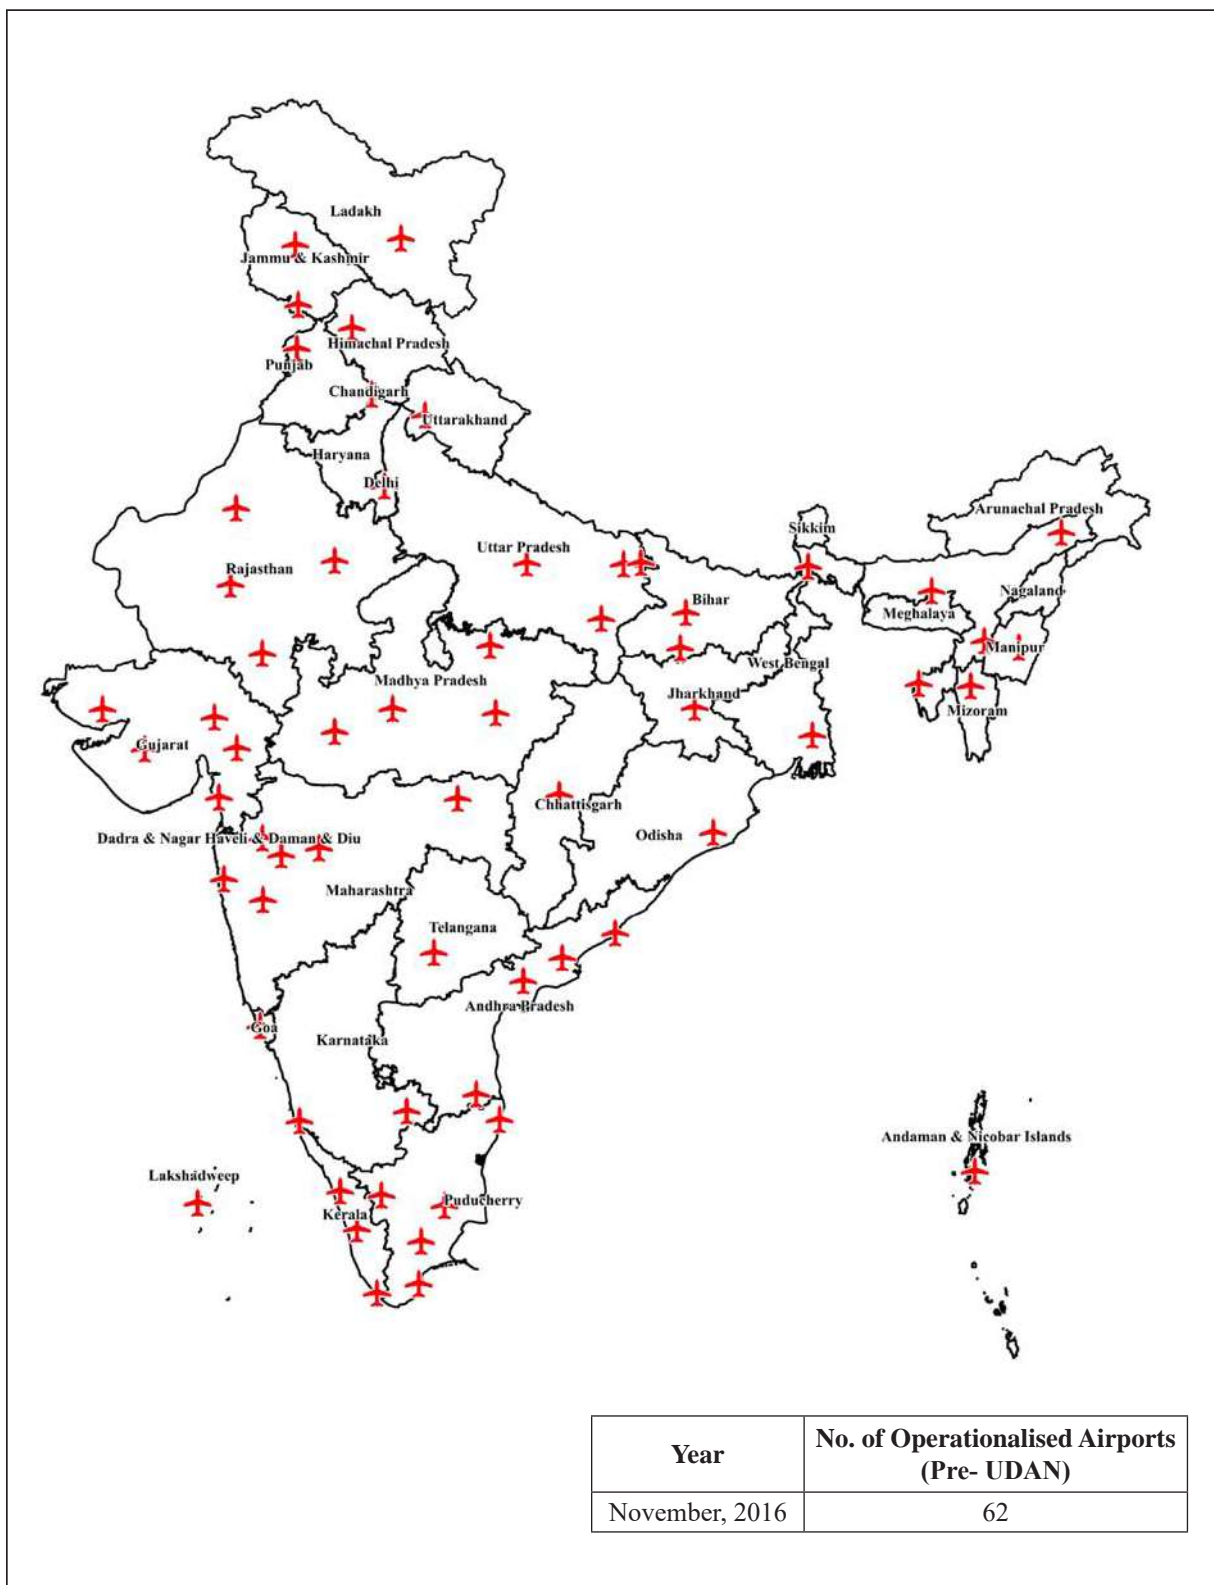 Ladakh
Jammu & Kashmir
Himachal Pradesh
Punjab
Chandigarh
Uttarakhand
Haryana
Delhi
Arunachal Pradesh
Sikkim
Uttar Pradesh
Rajasthan
Nagaland
Bihar
Meghalaya
Manipur
West Bengal
Madhya Pradesh
Jharkhand
Mizoram
Gujarat
Chhattisgarh
Odisha
Dadra & Nagar Haveli & Daman & Diu
Maharashtra
Telangana
Andhra Pradesh
Goa
Karnataka
Andaman & Nicobar Islands
Lakshadweep
Puducherry
Kerala
Year
No. of Operationalised Airports
(Pre- UDAN)
November, 2016
62